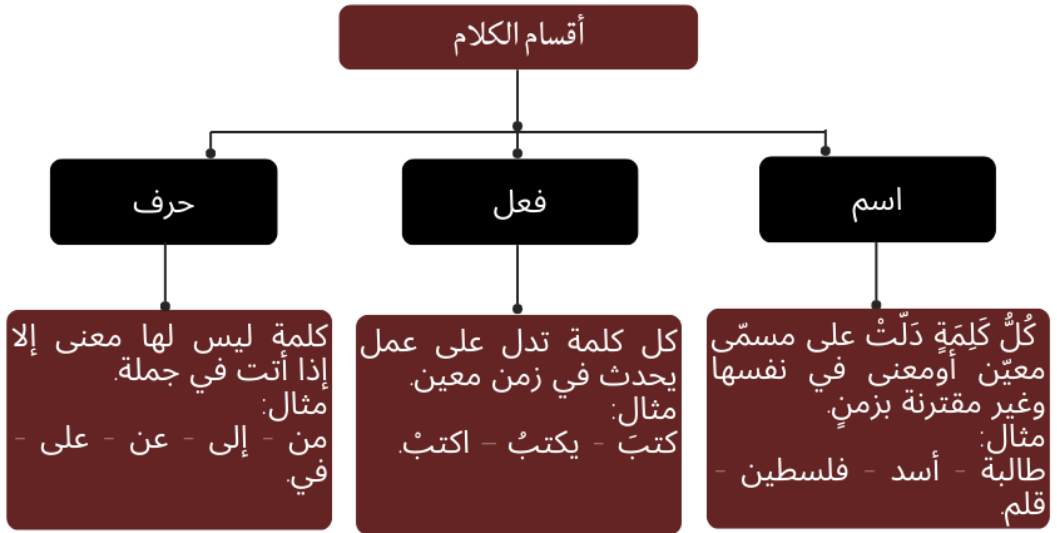 أقسام الكلام
اسم
فعل
حرف
كُلُّ كَلِمَةٍ دَلّتْ على مسمّى
معيّن أومعنى في نفسها
وغير مقترنة بزمنٍ.
مثال:
طالبة - أسد - فلسطين -
قلم.
كل كلمة تدل على عمل
يحدث في زمن معين.
مثال:
كتبَ - يكتبُ - اكتبْ.
كلمة ليس لها معنى إلا
إذا أتت في جملة.
مثال:
من - إلى - عن - على -
في.